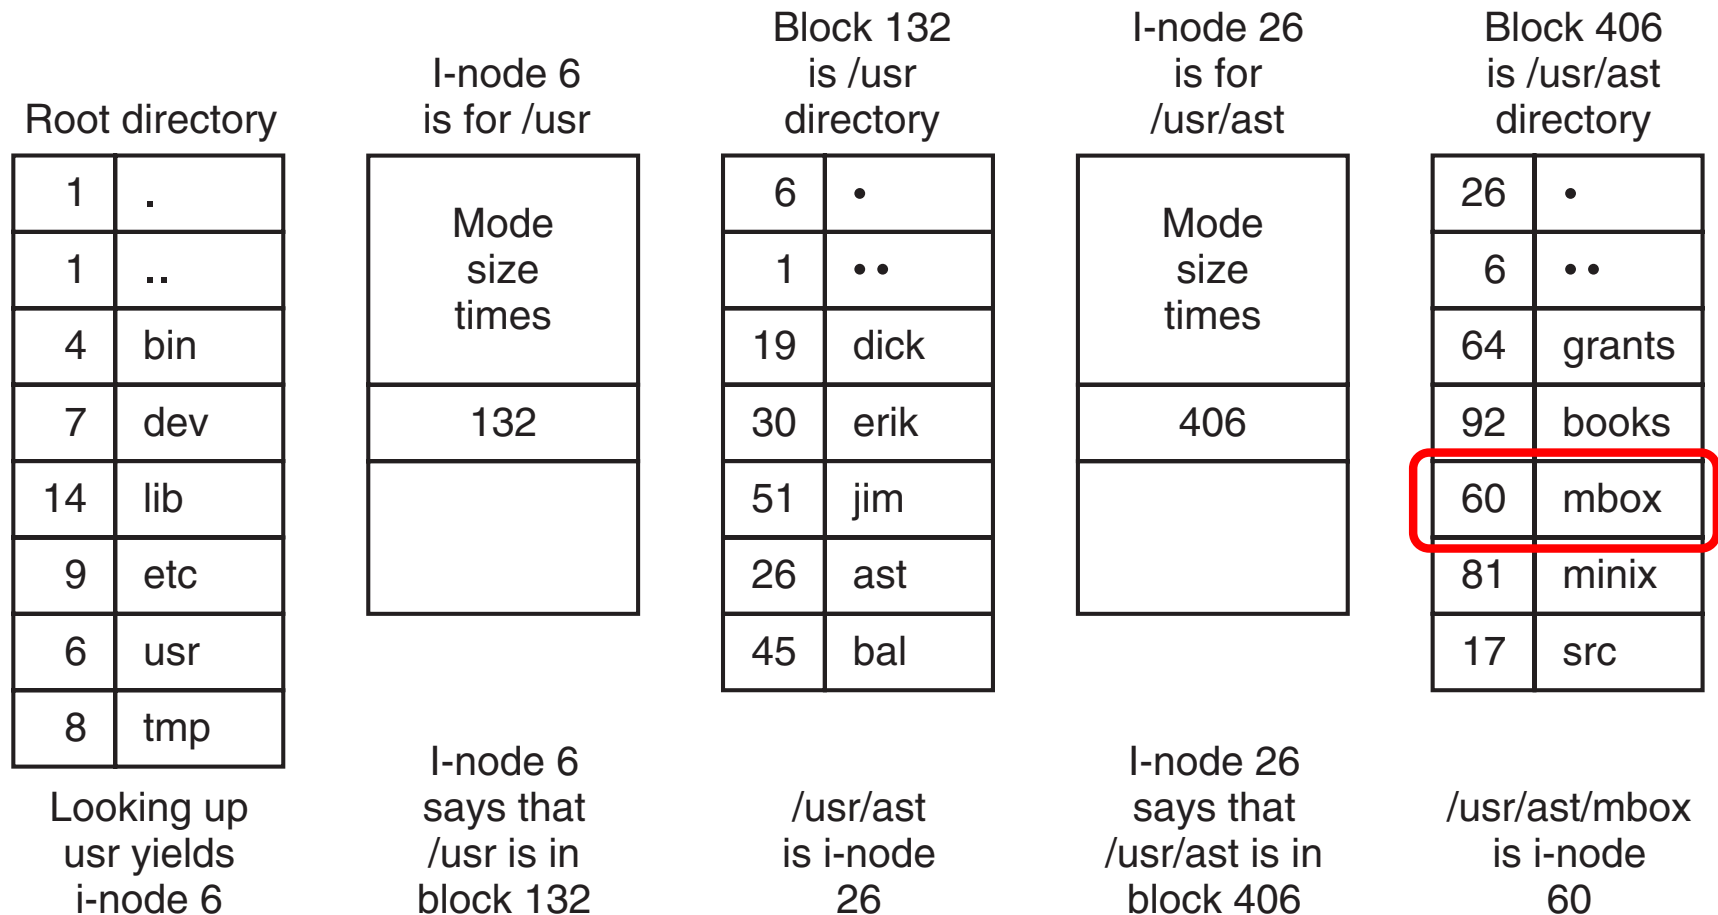 Root directory
1 .
1 ..
4 bin
7 dev
14 lib
9 etc
6 usr
8 tmp
Looking up
usr yields
i-node 6
I-node 6
is for /usr
Mode
size
times
132
I-node 6
says that
/usr is in
block 132
Block 132
is /usr
directory
6 •
1 ••
19 dick
30 erik
51 jim
26 ast
45 bal
/usr/ast
is i-node
26
I-node 26
is for
/usr/ast
Mode
size
times
406
I-node 26
says that
/usr/ast is in
block 406
Block 406
is /usr/ast
directory
26 •
6 ••
64 grants
92 books
60 mbox
81 minix
17 src
/usr/ast/mbox
is i-node
60